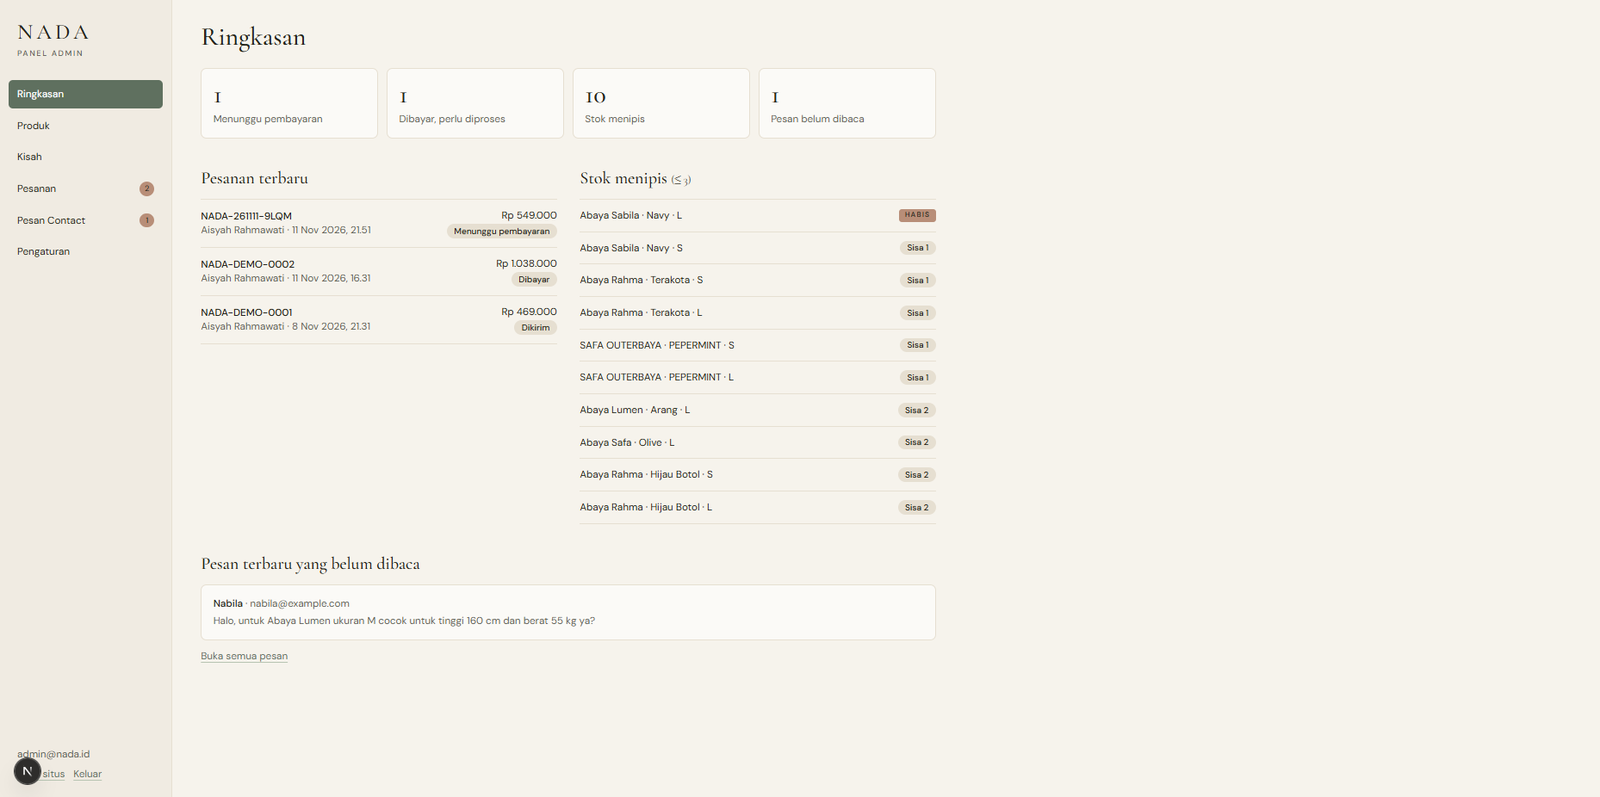 NADA
PANEL ADMIN
Ringkasan
Produk
Kisah
Pesanan 2
Pesan Contact 1
Pengaturan
admin@nada.id
N situs Keluar
Ringkasan
1
Menunggu pembayaran
1
Dibayar, perlu diproses
10
Stok menipis
1
Pesan belum dibaca
Pesanan terbaru
NADA-261111-9LQM Rp 549.000
Aisyah Rahmawati · 11 Nov 2026, 21.51 Menunggu pembayaran
NADA-DEMO-0002 Rp 1.038.000
Aisyah Rahmawati · 11 Nov 2026, 16.31 Dibayar
NADA-DEMO-0001 Rp 469.000
Aisyah Rahmawati · 8 Nov 2026, 21.31 Dikirim
Stok menipis (≤ 3)
Abaya Sabila · Navy · L HABIS
Abaya Sabila · Navy · S Sisa 1
Abaya Rahma · Terakota · S Sisa 1
Abaya Rahma · Terakota · L Sisa 1
SAFA OUTERBAYA · PEPERMINT · S Sisa 1
SAFA OUTERBAYA · PEPERMINT · L Sisa 1
Abaya Lumen · Arang · L Sisa 2
Abaya Safa · Olive · L Sisa 2
Abaya Rahma · Hijau Botol · S Sisa 2
Abaya Rahma · Hijau Botol · L Sisa 2
Pesan terbaru yang belum dibaca
Nabila · nabila@example.com
Halo, untuk Abaya Lumen ukuran M cocok untuk tinggi 160 cm dan berat 55 kg ya?
Buka semua pesan